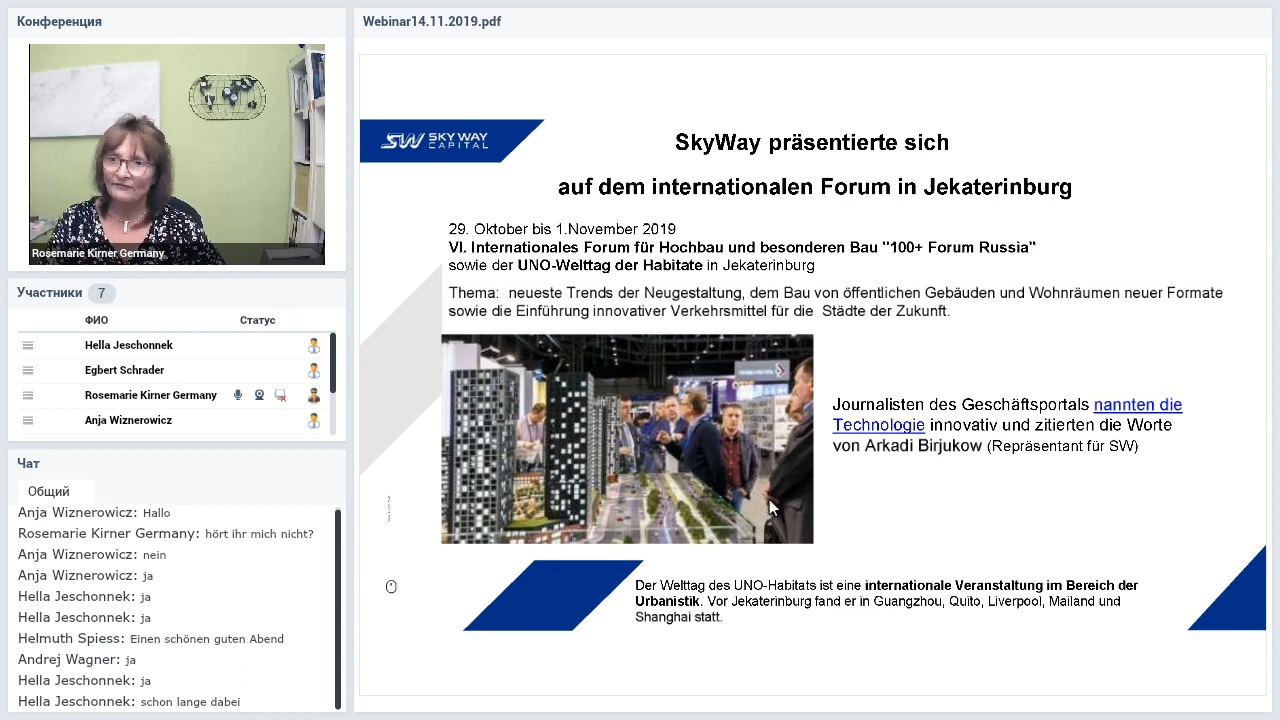 Конференция
Rosemarie Kirner Germany
Участники 7
ФИО Статус
Hella Jeschonnek
Egbert Schrader
Rosemarie Kirner Germany
Anja Wiznerowicz
Чат
Общий
Anja Wiznerowicz: Hallo
Rosemarie Kirner Germany: hört ihr mich nicht?
Anja Wiznerowicz: nein
Anja Wiznerowicz: ja
Hella Jeschonnek: ja
Hella Jeschonnek: ja
Helmuth Spiess: Einen schönen guten Abend
Andrej Wagner: ja
Hella Jeschonnek: ja
Hella Jeschonnek: schon lange dabei
Webinar14.11.2019.pdf
SW SKYWAY
CAPITAL
SkyWay präsentierte sich
auf dem internationalen Forum in Jekaterinburg
29. Oktober bis 1.November 2019
VI. Internationales Forum für Hochbau und besonderen Bau "100+ Forum Russia"
sowie der UNO-Welttag der Habitate in Jekaterinburg
Thema: neueste Trends der Neugestaltung, dem Bau von öffentlichen Gebäuden und Wohnräumen neuer Formate
sowie die Einführung innovativer Verkehrsmittel für die Städte der Zukunft.
Journalisten des Geschäftsportals nannten die
Technologie innovativ und zitierten die Worte
von Arkadi Birjukow (Repräsentant für SW)
Der Welttag des UNO-Habitats ist eine internationale Veranstaltung im Bereich der
Urbanistik. Vor Jekaterinburg fand er in Guangzhou, Quito, Liverpool, Mailand und
Shanghai statt.